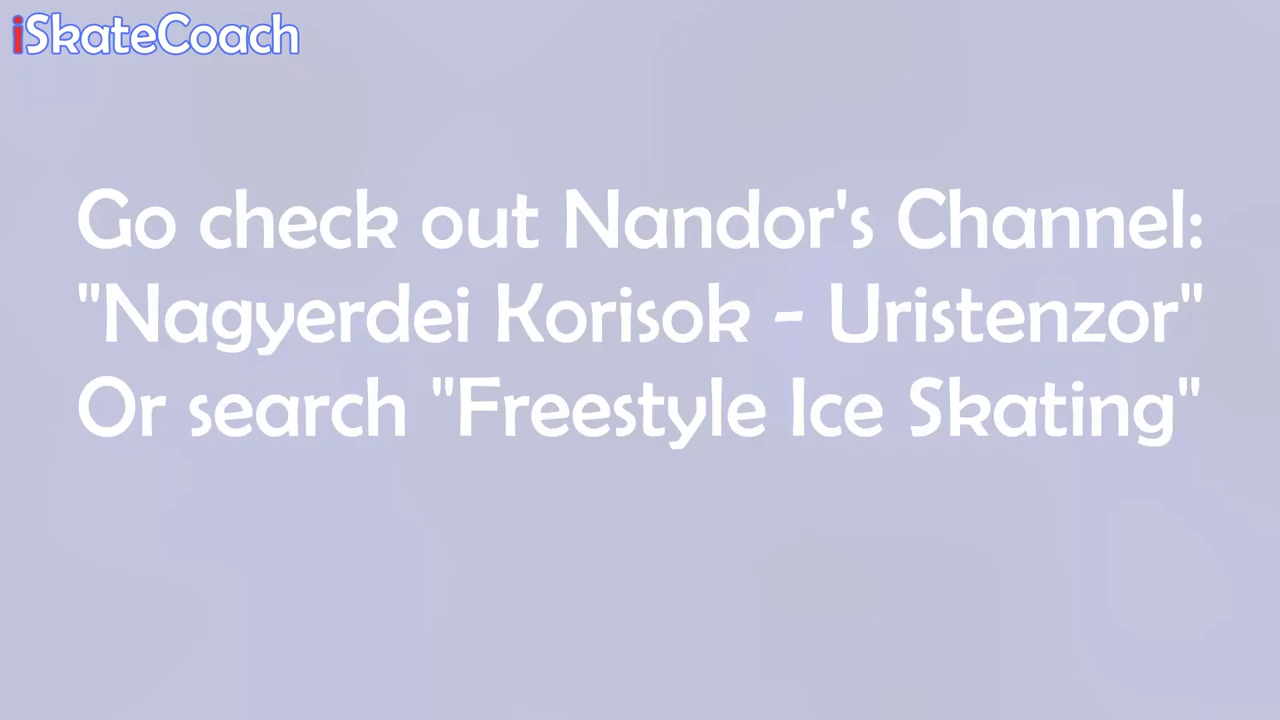 iSkateCoach
Go check out Nandor's Channel:
"Nagyerdei Korisok - Uristenzor"
Or search "Freestyle Ice Skating"